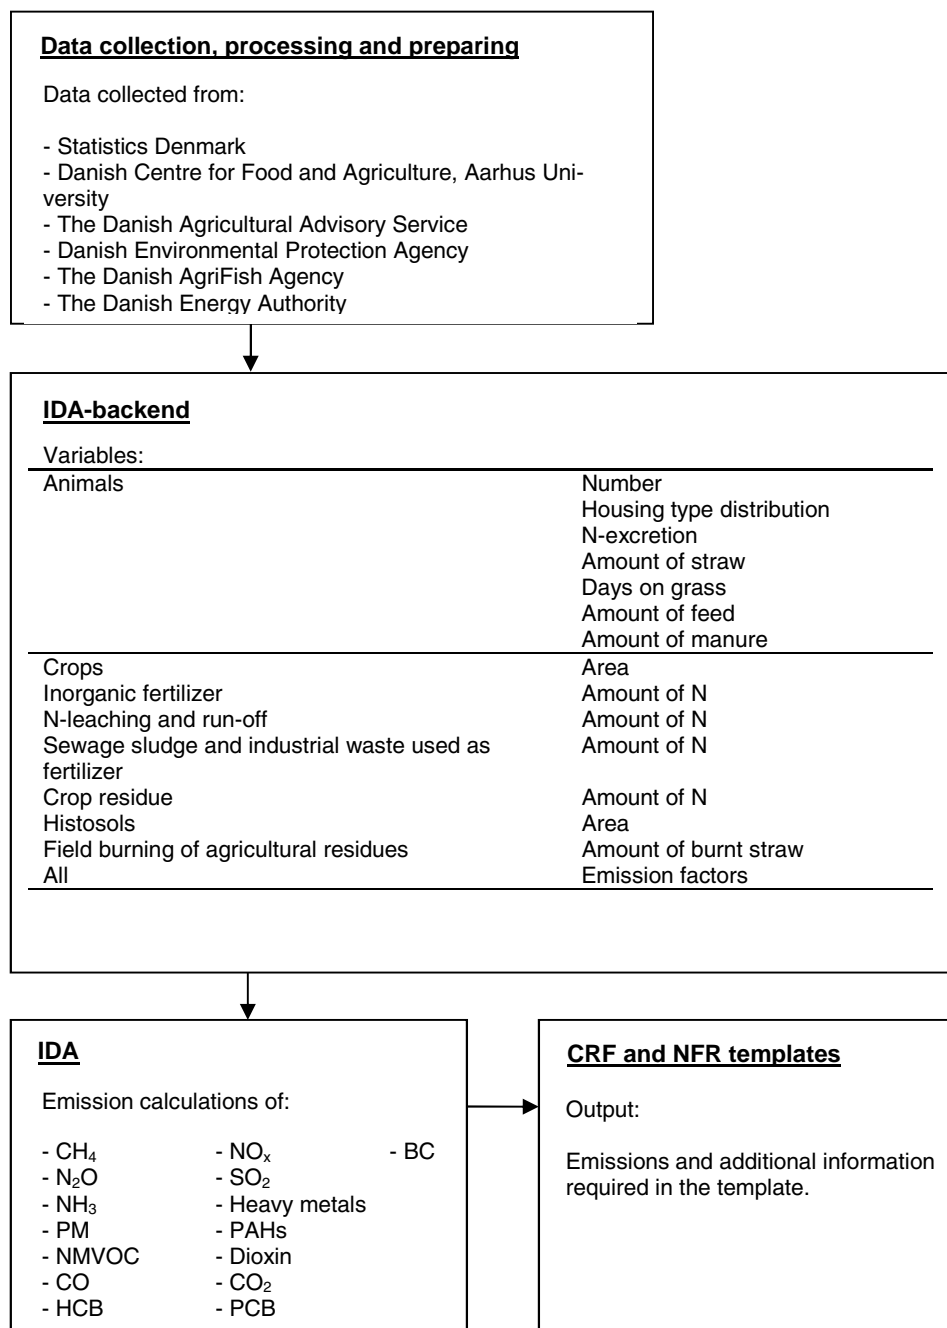 Data collection, processing and preparing
Data collected from:
- Statistics Denmark
- Danish Centre for Food and Agriculture, Aarhus Uni-
versity
- The Danish Agricultural Advisory Service
- Danish Environmental Protection Agency
- The Danish AgriFish Agency
- The Danish Energy Authority
IDA-backend
Variables:
Animals Number
Housing type distribution
N-excretion
Amount of straw
Days on grass
Amount of feed
Amount of manure
Crops Area
Inorganic fertilizer Amount of N
N-leaching and run-off Amount of N
Sewage sludge and industrial waste used as Amount of N
fertilizer
Crop residue Amount of N
Histosols Area
Field burning of agricultural residues Amount of burnt straw
All Emission factors
IDA
Emission calculations of:
- CH₄ - NOₓ - BC
- N₂O - SO₂
- NH₃ - Heavy metals
- PM - PAHs
- NMVOC - Dioxin
- CO - CO₂
- HCB - PCB
CRF and NFR templates
Output:
Emissions and additional information
required in the template.